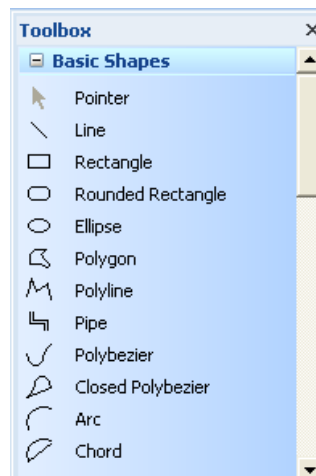 Toolbox
Basic Shapes
Pointer
Line
Rectangle
Rounded Rectangle
Ellipse
Polygon
Polyline
Pipe
Polybezier
Closed Polybezier
Arc
Chord